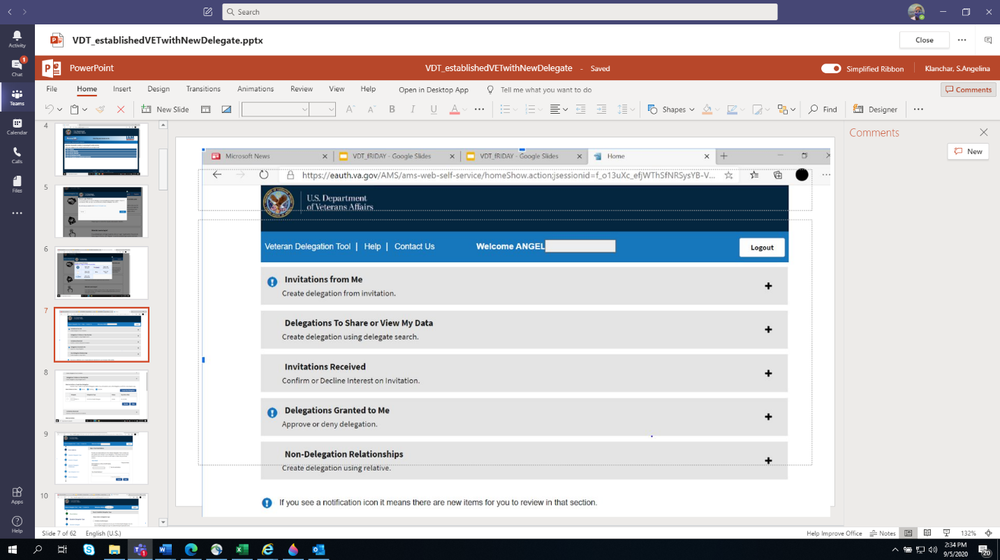 Search
Activity
VDT_establishedVETwithNewDelegate.pptx
Close
1
Chat
PowerPoint
VDT_establishedVETwithNewDelegate - Saved
Simplified Ribbon
Klanchar, S.Angelina
Teams
File Home Insert Design Transitions Animations Review View Help Open in Desktop App Tell me what you want to do
Comments
New Slide
B I U A
Shapes
Find
Designer
Calendar
Calls
Files
Apps
Help
4
5
6
7
8
9
10
Microsoft News
VDT_fRIDAY - Google Slides
VDT_fRIDAY - Google Slides
Home
https://eauth.va.gov/AMS/ams-web-self-service/homeShow.action;jsessionid=f_o13uXc_efjWThSfNRSysYB-V...
U.S. Department
of Veterans Affairs
Veteran Delegation Tool | Help | Contact Us
Welcome ANGEL
Logout
Invitations from Me
Create delegation from invitation.
Delegations To Share or View My Data
Create delegation using delegate search.
Invitations Received
Confirm or Decline Interest on Invitation.
Delegations Granted to Me
Approve or deny delegation.
Non-Delegation Relationships
Create delegation using relative.
If you see a notification icon it means there are new items for you to review in that section.
Comments
New
Slide 7 of 62
English (U.S.)
Help Improve Office
Notes
132%
2:34 PM
9/5/2020
20